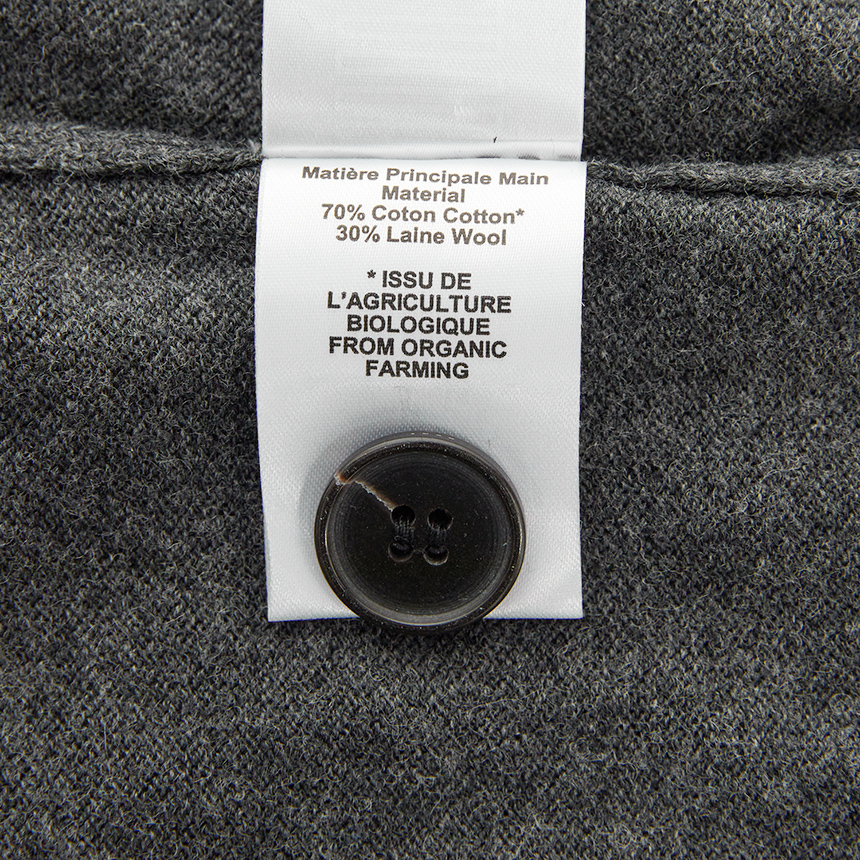 Matière Principale Main
Material
70% Coton Cotton*
30% Laine Wool
* ISSU DE
L'AGRICULTURE
BIOLOGIQUE
FROM ORGANIC
FARMING